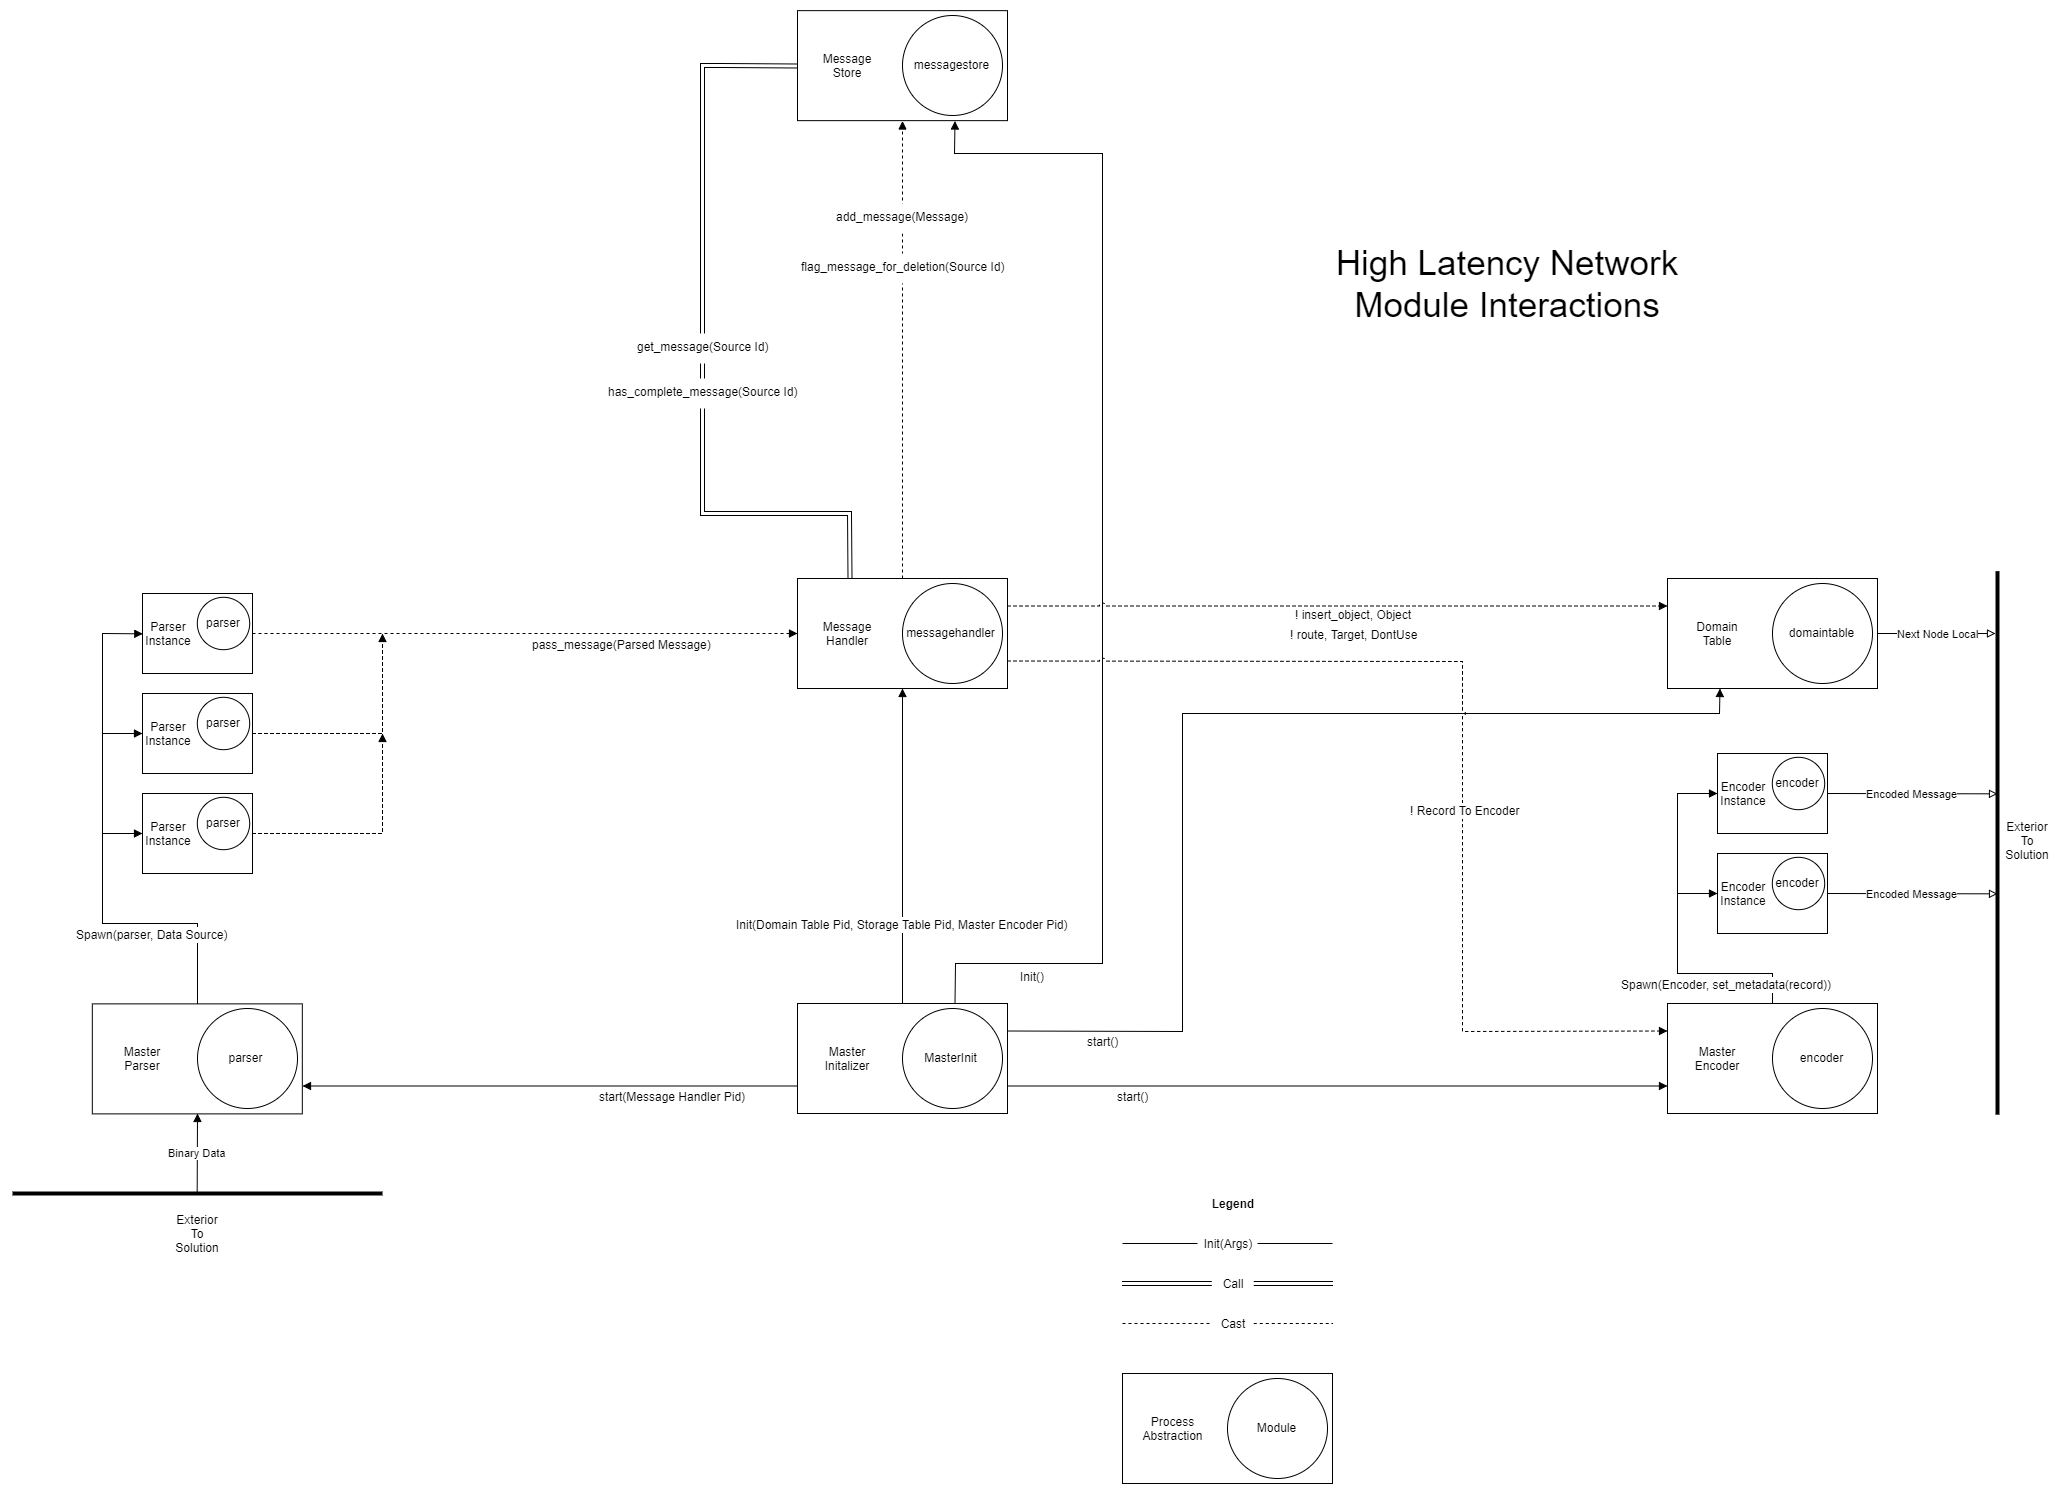 Message
Store
messagestore
add_message(Message)
flag_message_for_deletion(Source Id)
High Latency Network
Module Interactions
get_message(Source Id)
has_complete_message(Source Id)
Parser
Instance
parser
pass_message(Parsed Message)
Message
Handler
messagehandler
! insert_object, Object
! route, Target, DontUse
Domain
Table
domaintable
Next Node Local
Parser
Instance
parser
Parser
Instance
parser
! Record To Encoder
Encoder
Instance
encoder
Encoded Message
Encoder
Instance
encoder
Encoded Message
Exterior
To
Solution
Spawn(parser, Data Source)
Init(Domain Table Pid, Storage Table Pid, Master Encoder Pid)
Init()
Spawn(Encoder, set_metadata(record))
Master
Parser
parser
Master
Initalizer
MasterInit
start()
Master
Encoder
encoder
start(Message Handler Pid)
start()
Binary Data
Exterior
To
Solution
Legend
Init(Args)
Call
Cast
Process
Abstraction
Module